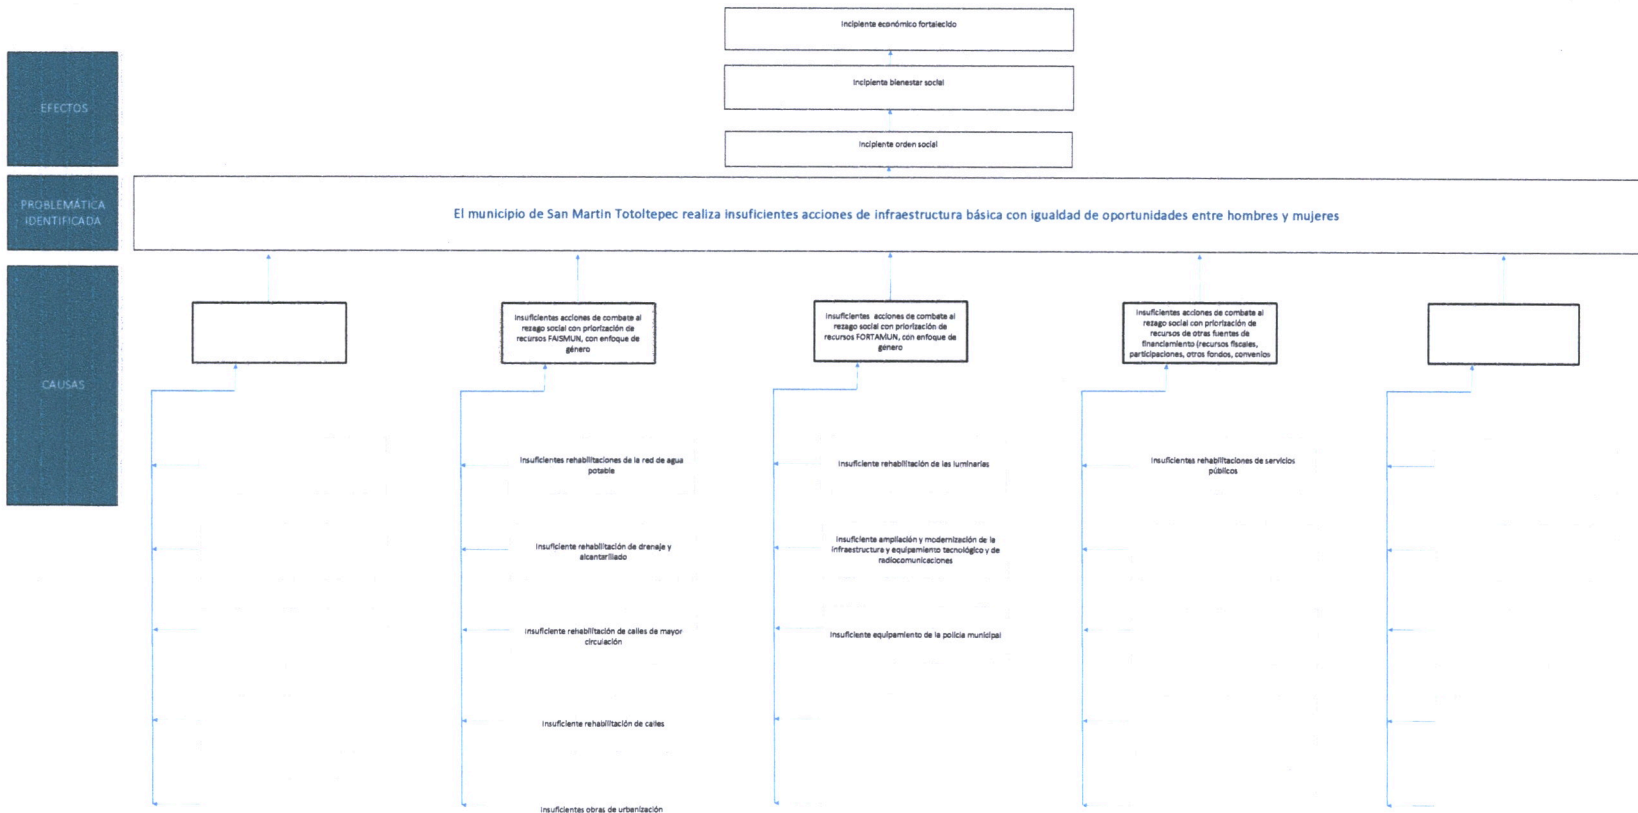 Incipiente económico fortalecido
Incipiente bienestar social
Incipiente orden social
EFECTOS
PROBLEMÁTICA
IDENTIFICADA
El municipio de San Martin Totoltepec realiza insuficientes acciones de infraestructura básica con igualdad de oportunidades entre hombres y mujeres
CAUSAS
Insuficientes acciones de combate al
rezago social con priorización de
recursos FAISMUN, con enfoque de
género
Insuficientes rehabilitaciones de la red de agua
potable
Insuficiente rehabilitación de drenaje y
alcantarillado
Insuficiente rehabilitación de calles de mayor
circulación
Insuficiente rehabilitación de calles
Insuficientes obras de urbanización
Insuficientes acciones de combate al
rezago social con priorización de
recursos FORTAMUN, con enfoque de
género
Insuficiente rehabilitación de las luminarias
Insuficiente ampliación y modernización de la
infraestructura y equipamiento tecnológico y de
radiocomunicaciones
Insuficiente equipamiento de la policia municipal
Insuficientes acciones de combate al
rezago social con priorización de
recursos de otras fuentes de
financiamiento (recursos fiscales,
participaciones, otros fondos, convenios
Insuficientes rehabilitaciones de servicios
públicos